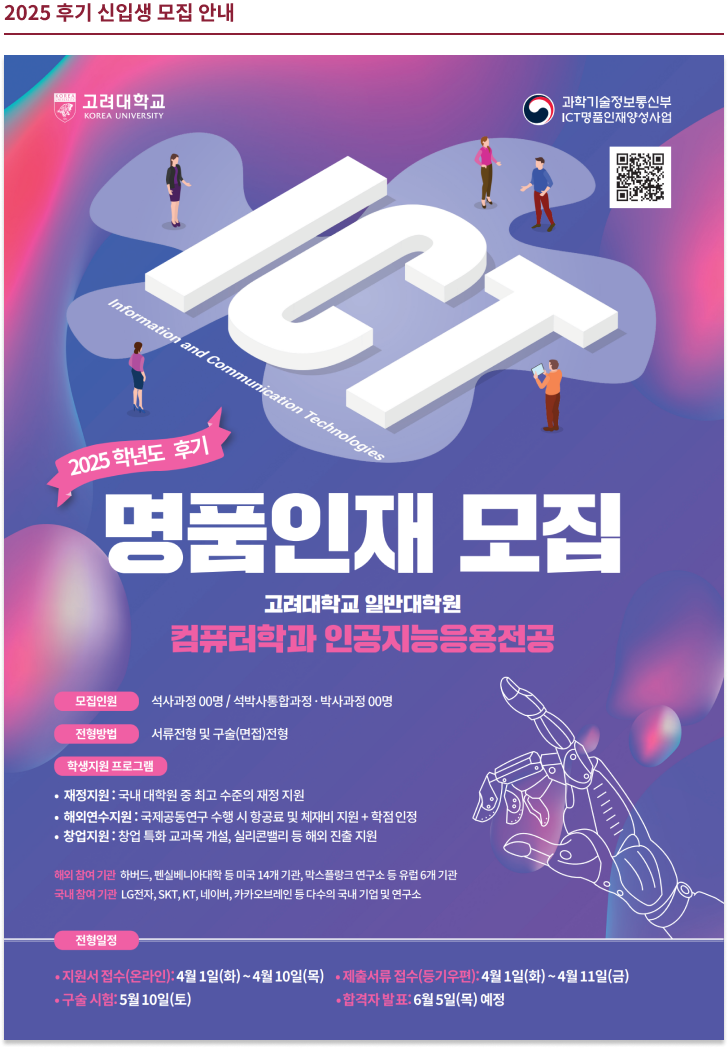 2025 후기 신입생 모집 안내
고려대학교
KOREA UNIVERSITY
과학기술정보통신부
ICT명품인재양성사업
ICT
Information and Communication Technologies
2025 학년도 후기
명품인재 모집
고려대학교 일반대학원
컴퓨터학과 인공지능응용전공
모집인원 석사과정 00명 / 석박사통합과정 · 박사과정 00명
전형방법 서류전형 및 구술(면접)전형
학생지원 프로그램
• 재정지원 : 국내 대학원 중 최고 수준의 재정 지원
• 해외연수지원 : 국제공동연구 수행 시 항공료 및 체재비 지원 + 학점 인정
• 창업지원 : 창업 특화 교과목 개설, 실리콘밸리 등 해외 진출 지원
해외 참여 기관 하버드, 펜실베니아대학 등 미국 14개 기관, 막스플랑크 연구소 등 유럽 6개 기관
국내 참여 기관 LG전자, SKT, KT, 네이버, 카카오브레인 등 다수의 국내 기업 및 연구소
전형일정
• 지원서 접수(온라인): 4월 1일(화) ~ 4월 10일(목) • 제출서류 접수(등기우편): 4월 1일(화) ~ 4월 11일(금)
• 구술 시험: 5월 10일(토) • 합격자 발표: 6월 5일(목) 예정